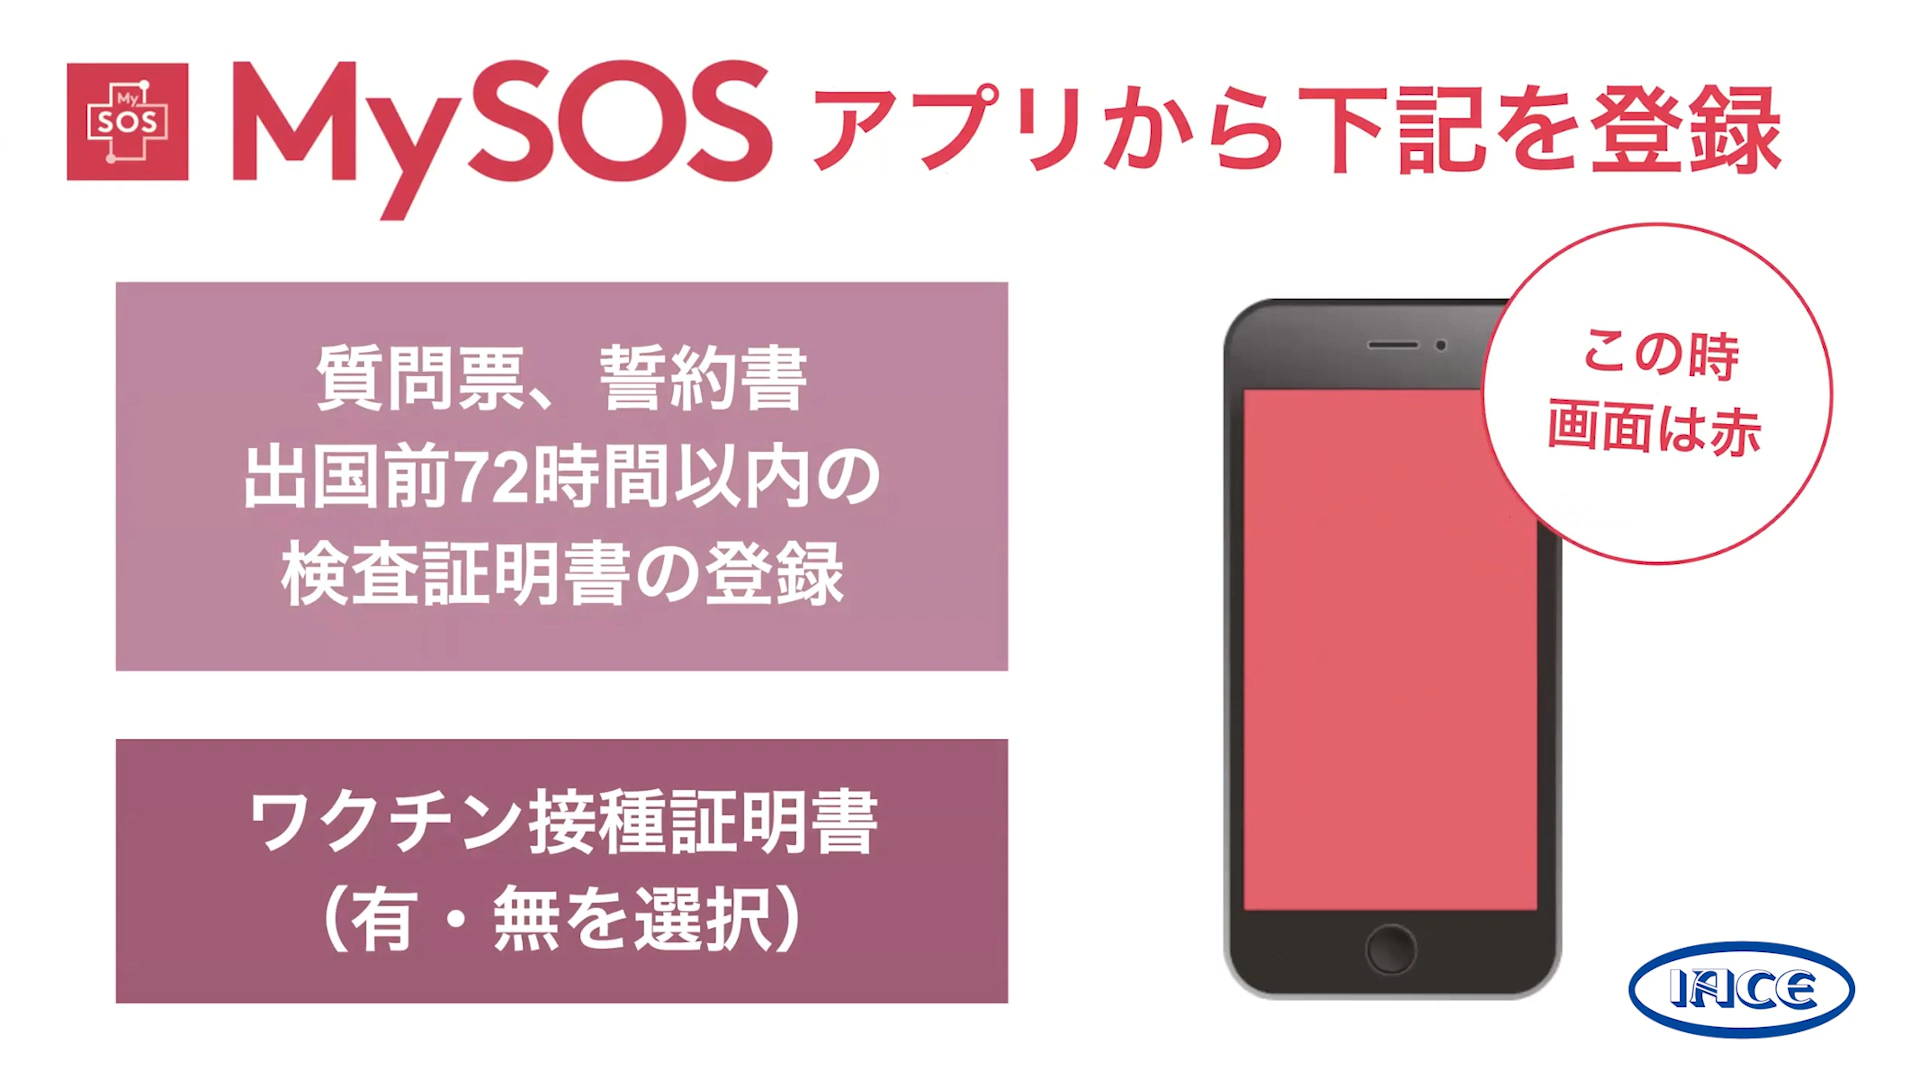 My
SOS
MySOS アプリから下記を登録
質問票、誓約書
出国前72時間以内の
検査証明書の登録
ワクチン接種証明書
（有・無を選択）
この時
画面は赤
IACE